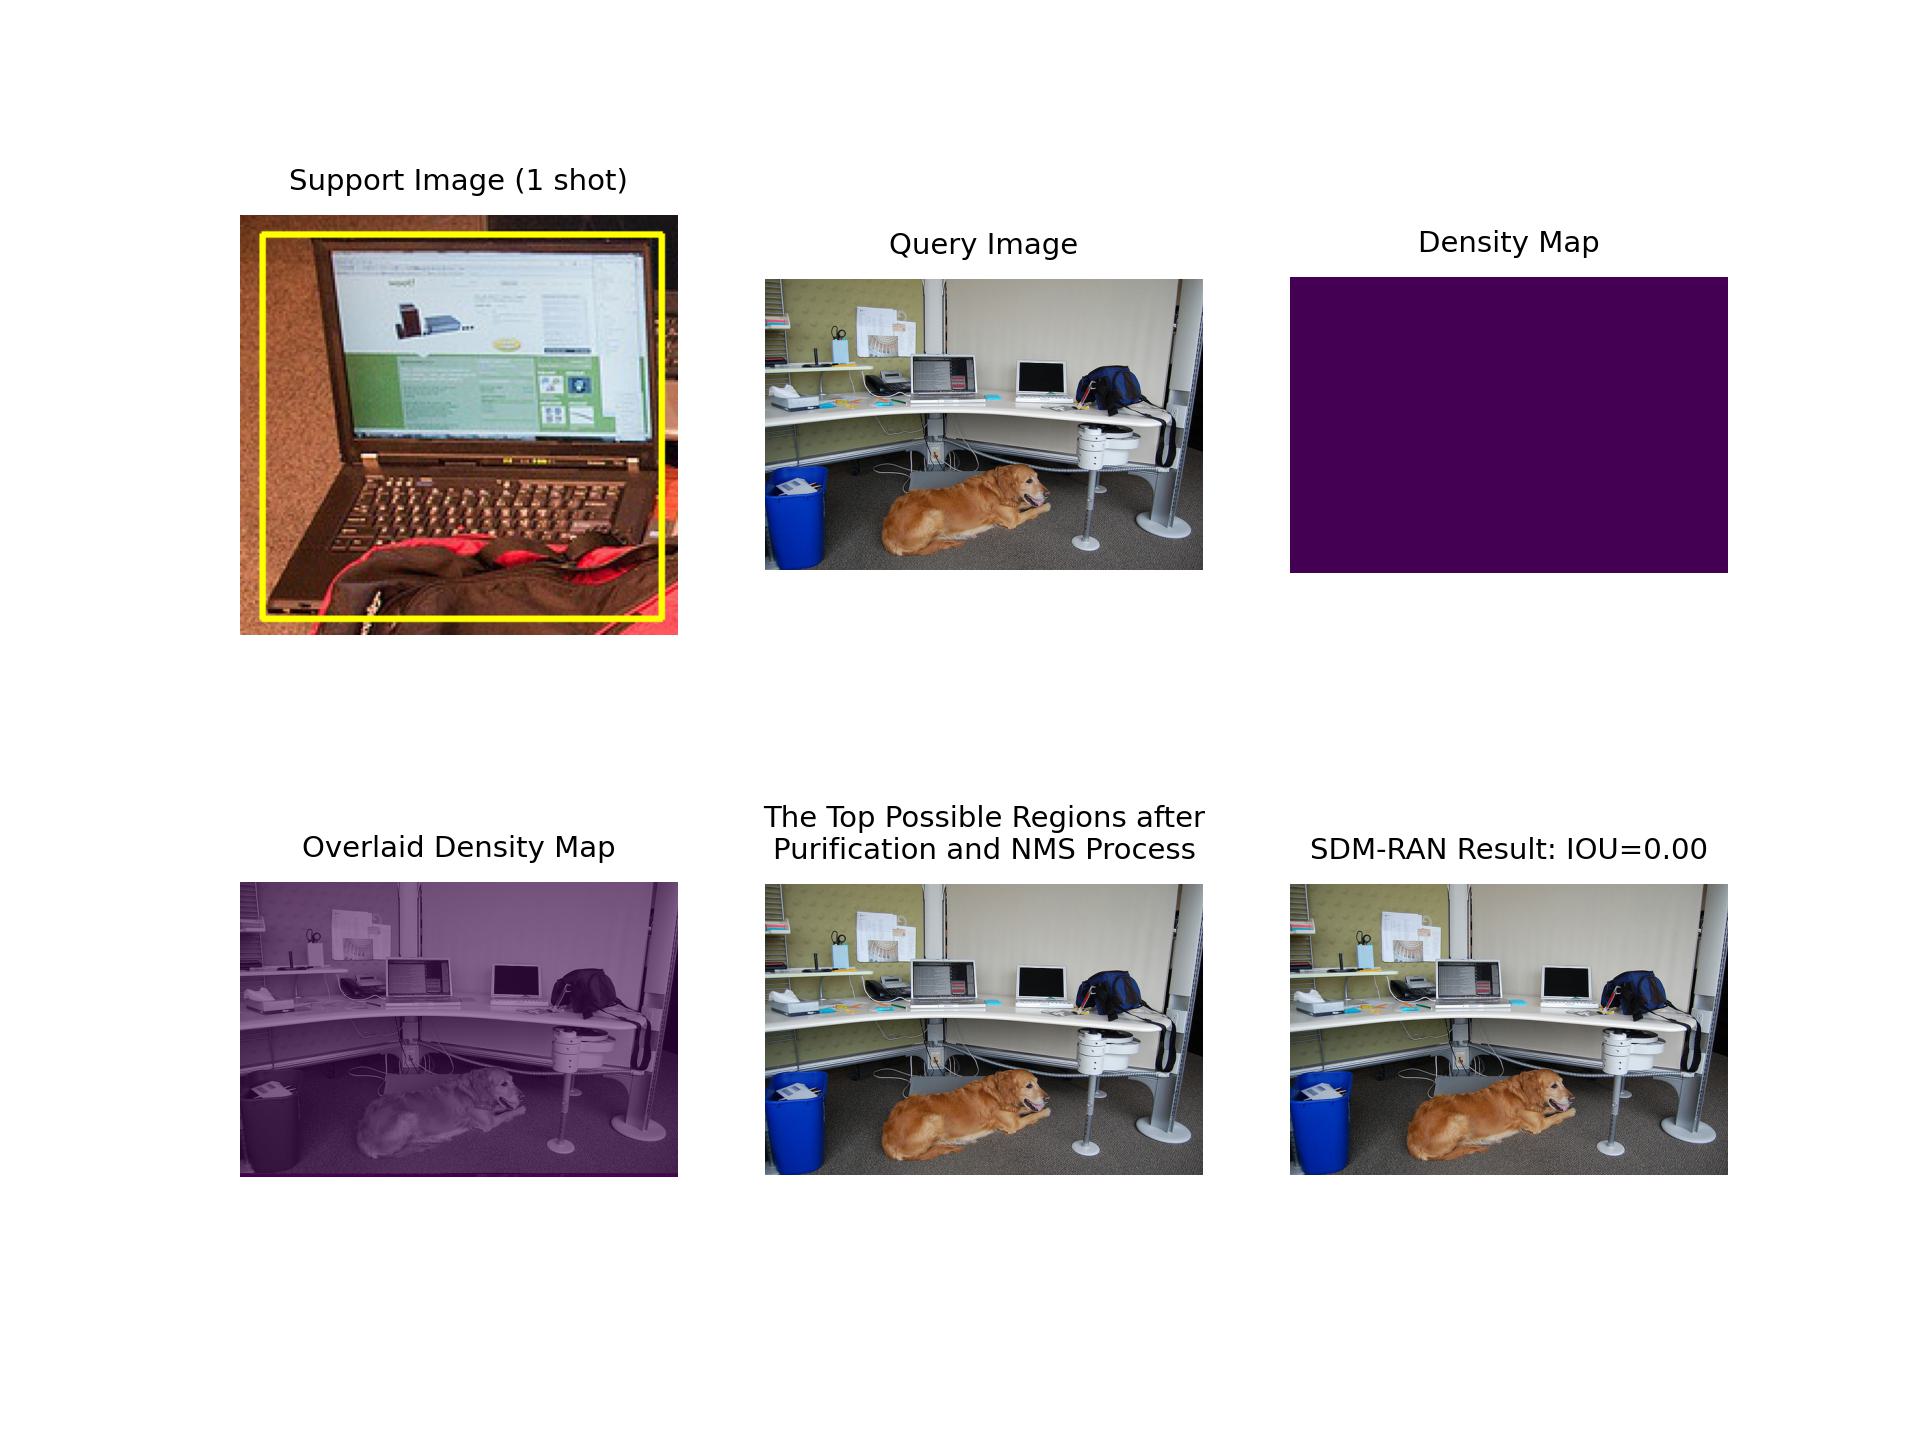 Support Image (1 shot)
Query Image
Density Map
woot!
Overlaid Density Map
The Top Possible Regions after
Purification and NMS Process
SDM-RAN Result: IOU=0.00